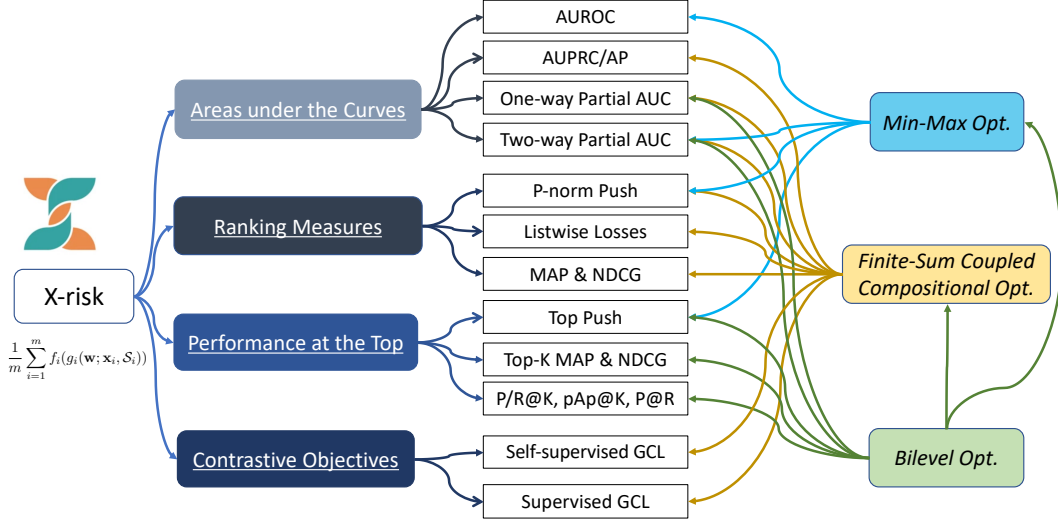 X-risk
\frac{1}{m} \sum_{i=1}^{m} f_i(g_i(\mathbf{w}; \mathbf{x}_i, \mathcal{S}_i))
Areas under the Curves
Ranking Measures
Performance at the Top
Contrastive Objectives
AUROC
AUPRC/AP
One-way Partial AUC
Two-way Partial AUC
P-norm Push
Listwise Losses
MAP & NDCG
Top Push
Top-K MAP & NDCG
P/R@K, pAp@K, P@R
Self-supervised GCL
Supervised GCL
Min-Max Opt.
Finite-Sum Coupled
Compositional Opt.
Bilevel Opt.